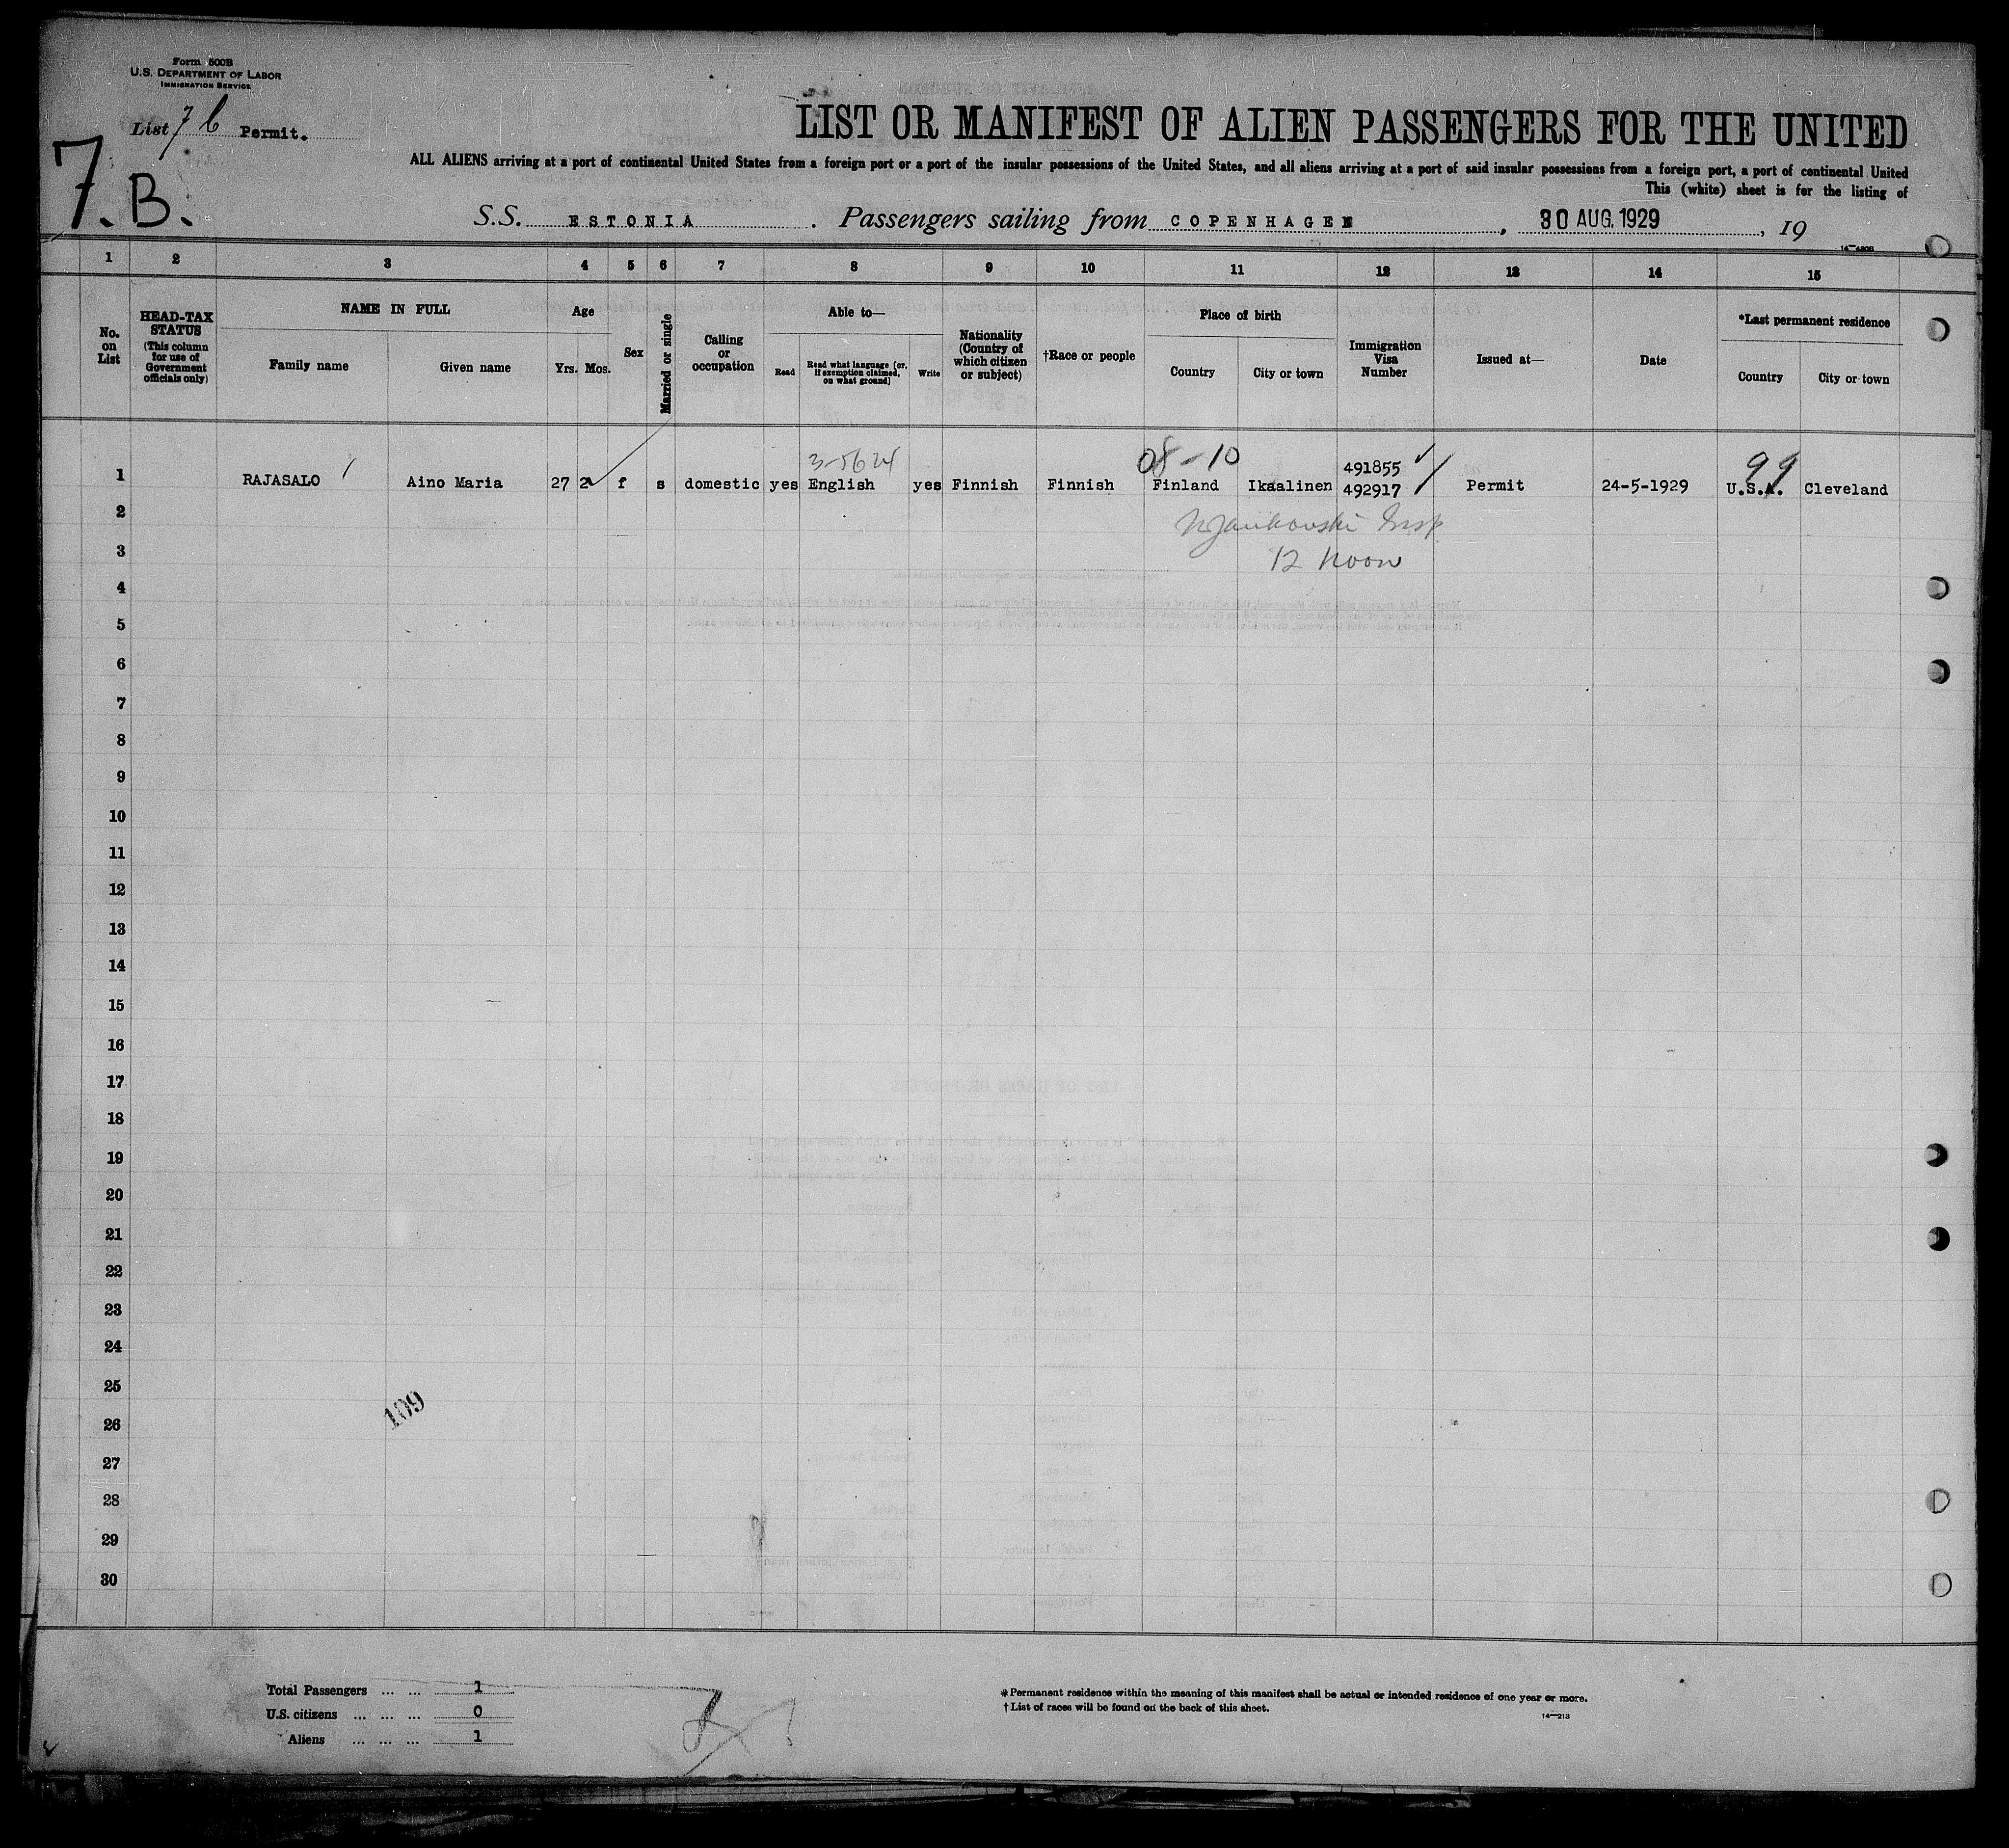 Form 500B
U.S. DEPARTMENT OF LABOR
IMMIGRATION SERVICE
List 7 b Permit.
7.B.
LIST OR MANIFEST OF ALIEN PASSENGERS FOR THE UNITED
ALL ALIENS arriving at a port of continental United States from a foreign port or a port of the insular possessions of the United States, and all aliens arriving at a port of said insular possessions from a foreign port, a port of continental United
This (white) sheet is for the listing of
S.S. ESTONIA. Passengers sailing from COPENHAGEN, 30 AUG. 1929, 19
1 2 3 4 5 6 7 8 9 10 11 12 13 14 15
No. on List
HEAD-TAX STATUS
(This column for use of Government officials only)
NAME IN FULL
Family name Given name
Age
Yrs. Mos.
Sex
Married or single
Calling or occupation
Able to—
Read
Read what language [or, if exemption claimed, on what ground]
Write
Nationality (Country of which citizen or subject)
†Race or people
Place of birth
Country City or town
Immigration Visa Number
Issued at—
Date
*Last permanent residence
Country City or town
3-5624 08-10 99
491855
1 RAJASALO Aino Maria 27 2 f s domestic yes English yes Finnish Finnish Finland Ikaalinen 492917 Permit 24-5-1929 U.S.A. Cleveland
2 Insp
3 12 Noon
4
5
6
7
8
9
10
11
12
13
14
15
16
17
18
19
20
21
22
23
24
25
109
26
27
28
29
30
Total Passengers ... ... 1
U.S. citizens ... ... ... 0
Aliens ... ... ... 1
*Permanent residence within the meaning of this manifest shall be actual or intended residence of one year or more.
†List of races will be found on the back of this sheet.
14—213